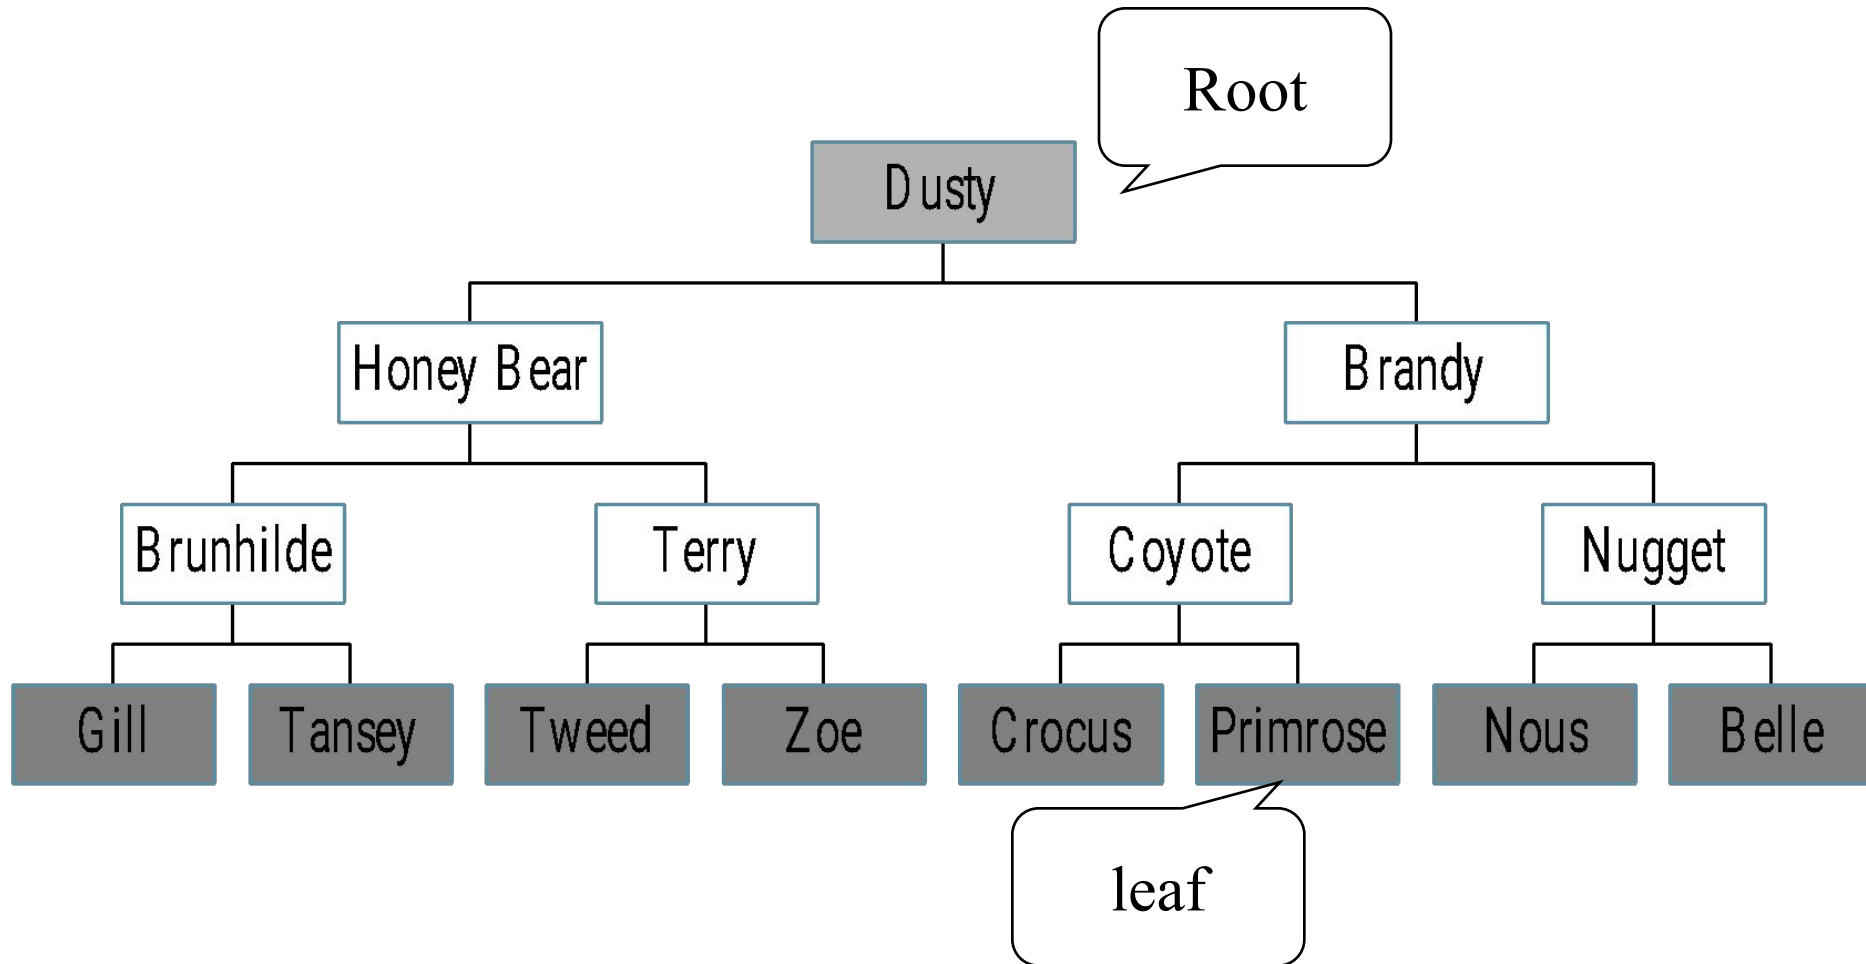 Root
Dusty
Honey Bear
Brandy
Brunhilde
Terry
Coyote
Nugget
Gill
Tansey
Tweed
Zoe
Crocus
Primrose
Nous
Belle
leaf